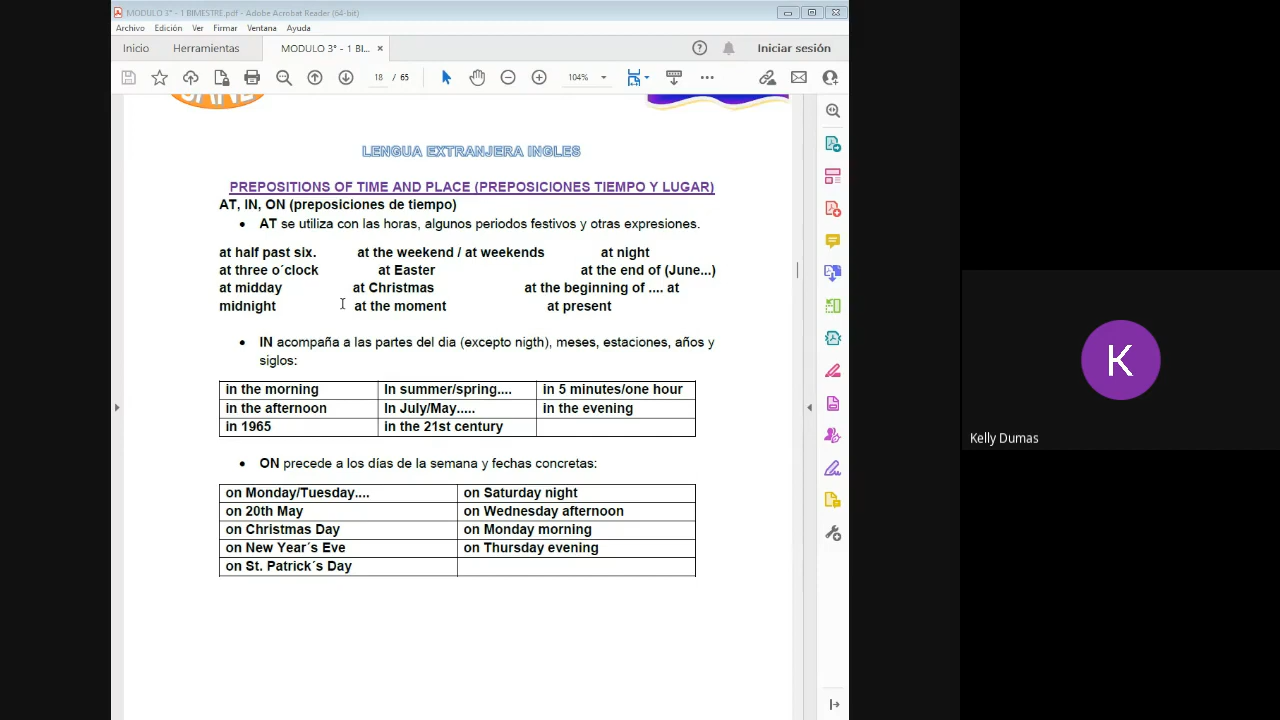 MODULO 3° - 1 BIMESTRE.pdf - Adobe Acrobat Reader (64-bit)
Archivo Edición Ver Firmar Ventana Ayuda
Inicio Herramientas MODULO 3° - 1 BI... × Iniciar sesión
18 / 65 104%
LENGUA EXTRANJERA INGLES
PREPOSITIONS OF TIME AND PLACE (PREPOSICIONES TIEMPO Y LUGAR)
AT, IN, ON (preposiciones de tiempo)
• AT se utiliza con las horas, algunos periodos festivos y otras expresiones.
at half past six. at the weekend / at weekends at night
at three o´clock at Easter at the end of (June...)
at midday at Christmas at the beginning of .... at
midnight at the moment at present
• IN acompaña a las partes del dia (excepto nigth), meses, estaciones, años y
siglos:
in the morning In summer/spring.... in 5 minutes/one hour
in the afternoon In July/May..... in the evening
in 1965 in the 21st century
• ON precede a los días de la semana y fechas concretas:
on Monday/Tuesday.... on Saturday night
on 20th May on Wednesday afternoon
on Christmas Day on Monday morning
on New Year´s Eve on Thursday evening
on St. Patrick´s Day
K
Kelly Dumas